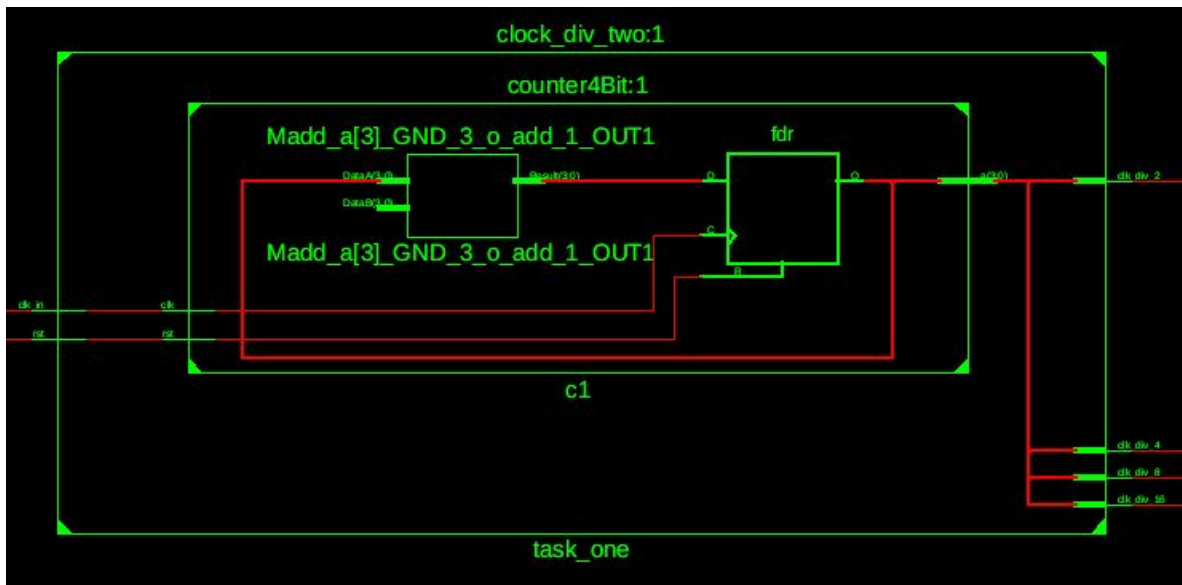 clock_div_two:1
counter4Bit:1
Madd_a[3]_GND_3_o_add_1_OUT1
fdr
DataA(3:0)
Result(3:0)
D
Q
a(3:0)
clk_div_2
DataB(3:0)
C
Madd_a[3]_GND_3_o_add_1_OUT1
R
clk_in
clk
rst
rst
c1
clk_div_4
clk_div_8
clk_div_16
task_one